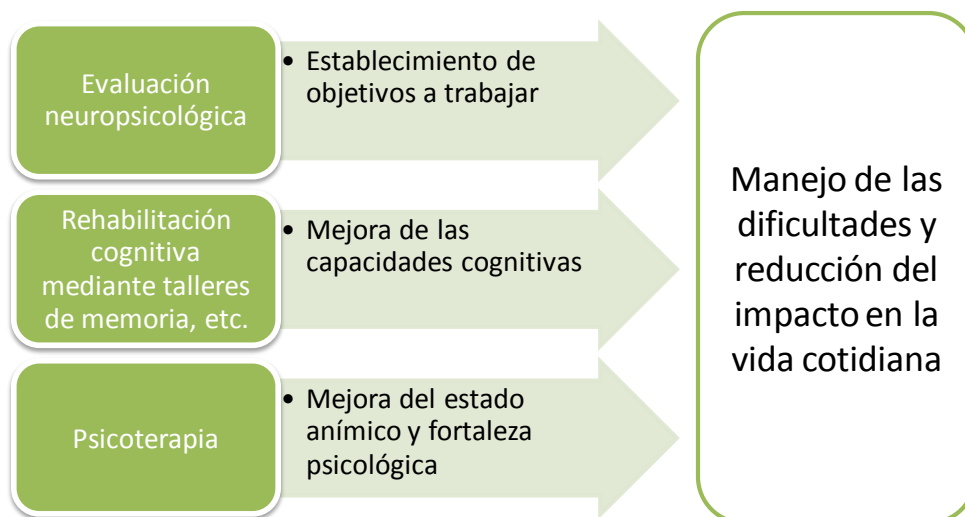 Evaluación
neuropsicológica
• Establecimiento de
objetivos a trabajar
Rehabilitación
cognitiva
mediante talleres
de memoria, etc.
• Mejora de las
capacidades cognitivas
Psicoterapia
• Mejora del estado
anímico y fortaleza
psicológica
Manejo de las
dificultades y
reducción del
impacto en la
vida cotidiana